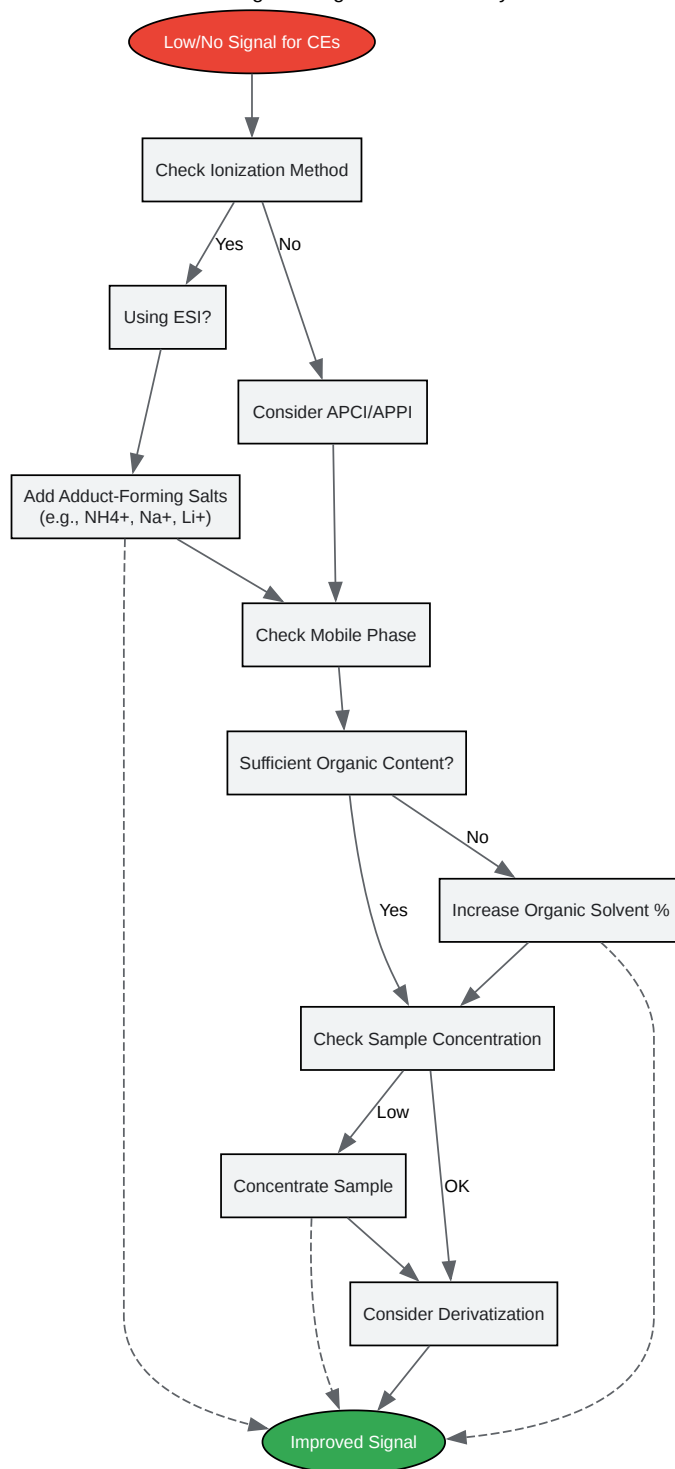 Low/No Signal for CEs
Check Ionization Method
Yes
No
Using ESI?
Consider APCI/APPI
Add Adduct-Forming Salts
(e.g., NH4+, Na+, Li+)
Check Mobile Phase
Sufficient Organic Content?
No
Yes
Increase Organic Solvent %
Check Sample Concentration
Low
Concentrate Sample
OK
Consider Derivatization
Improved Signal